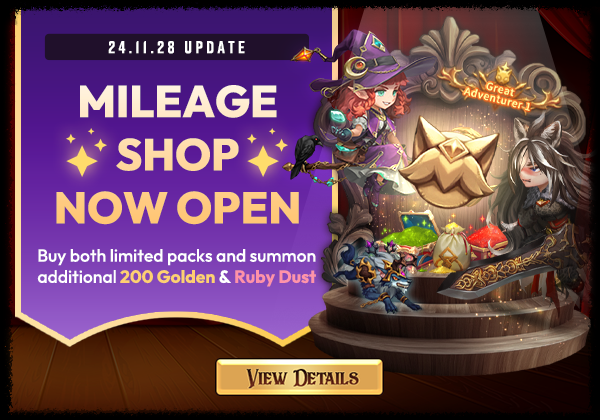 24.11.28 UPDATE
MILEAGE
SHOP
NOW OPEN
Buy both limited packs and summon
additional 200 Golden & Ruby Dust
Great
Adventurer 1
VIEW DETAILS